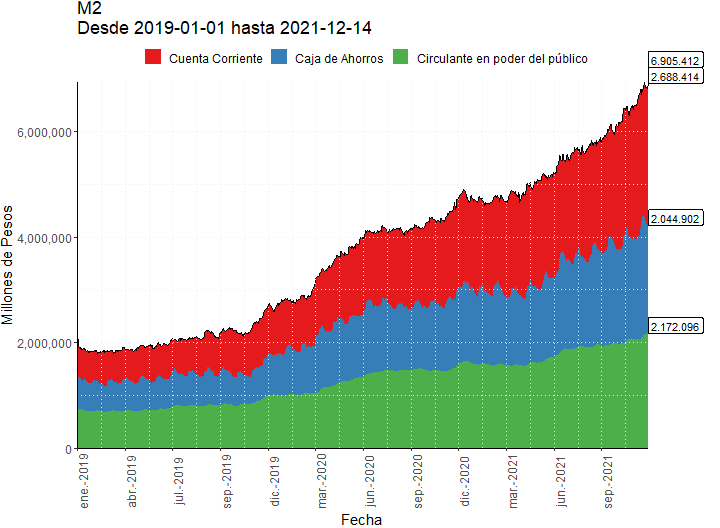 M2
Desde 2019-01-01 hasta 2021-12-14
Cuenta Corriente Caja de Ahorros Circulante en poder del público
6.905.412
2.688.414
2.044.902
2.172.096
6,000,000
4,000,000
2,000,000
0
Millones de Pesos
ene.-2019
abr.-2019
jul.-2019
sep.-2019
dic.-2019
mar.-2020
jun.-2020
sep.-2020
dic.-2020
mar.-2021
jun.-2021
sep.-2021
Fecha